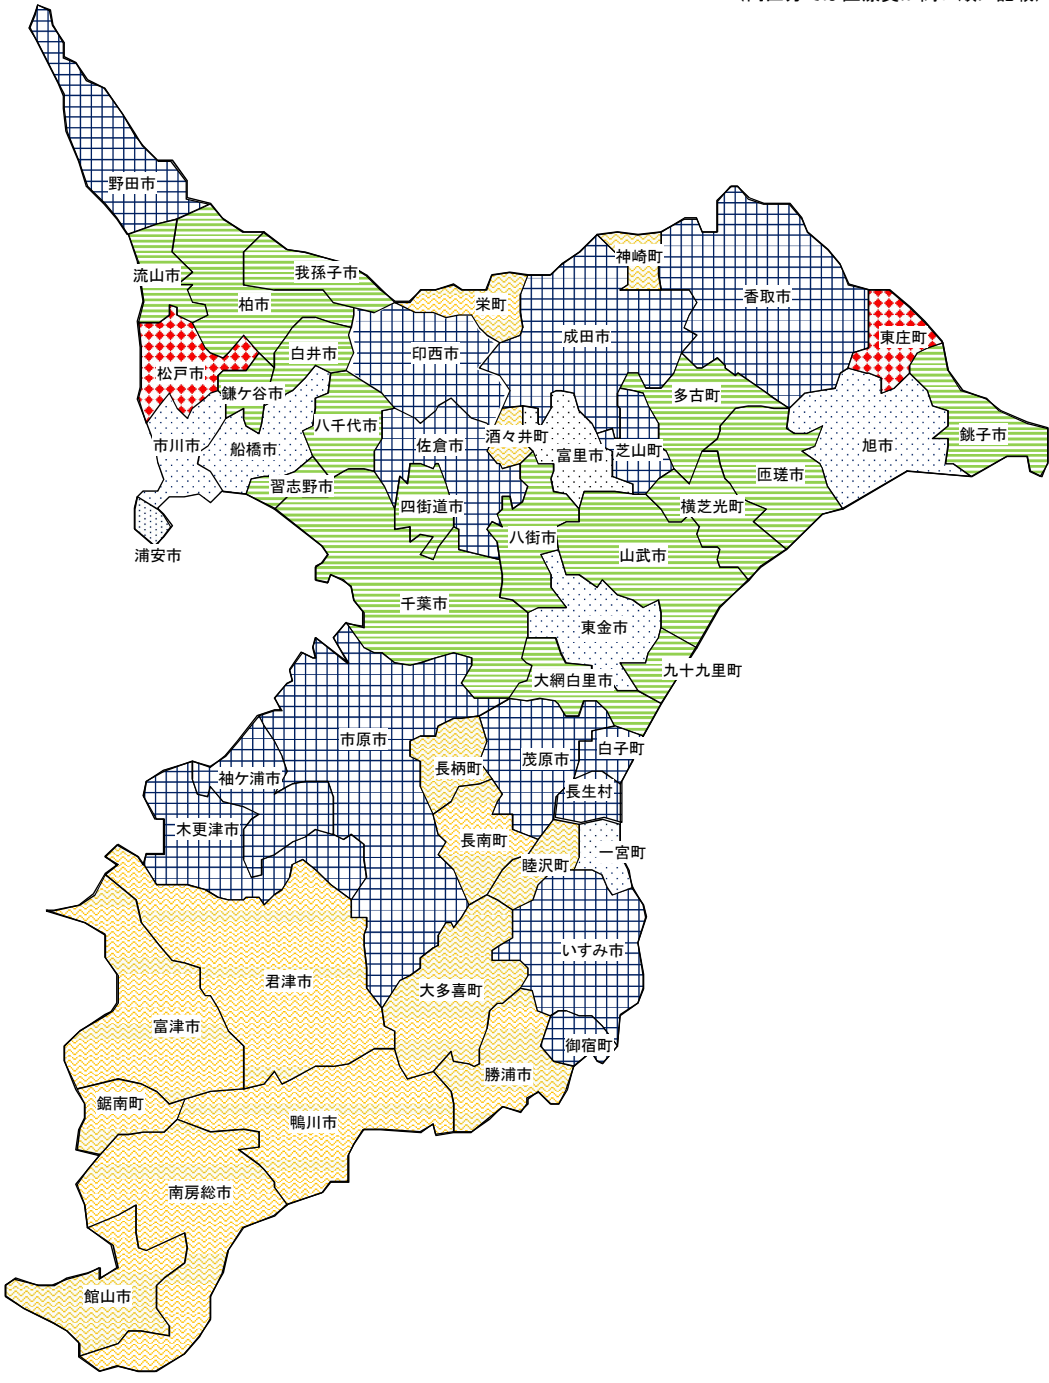 野田市
流山市
我孫子市
柏市
神崎町
香取市
栄町
成田市
東庄町
松戸市
白井市
印西市
鎌ケ谷市
多古町
八千代市
市川市
船橋市
佐倉市
酒々井町
富里市
芝山町
旭市
銚子市
匝瑳市
習志野市
四街道市
横芝光町
八街市
浦安市
山武市
千葉市
東金市
大網白里市
九十九里町
市原市
茂原市
白子町
長柄町
袖ケ浦市
長生村
木更津市
長南町
睦沢町
一宮町
いすみ市
君津市
大多喜町
富津市
御宿町
勝浦市
鋸南町
鴨川市
南房総市
館山市